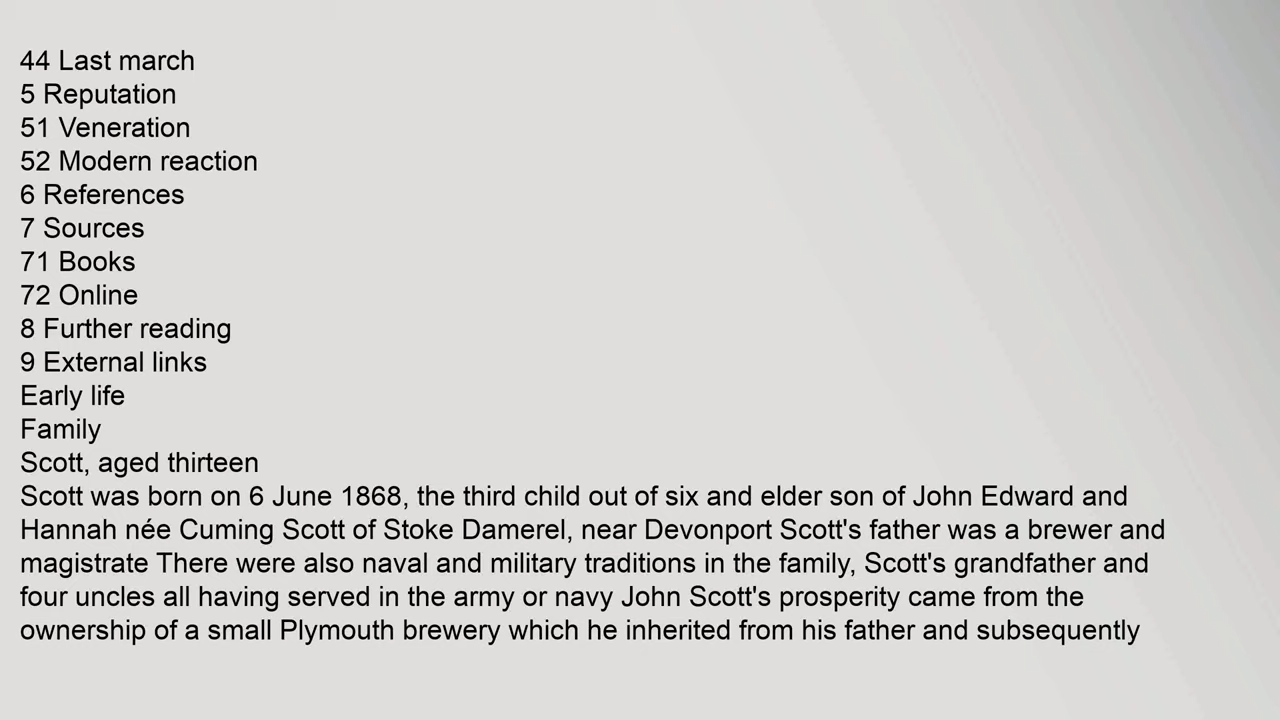 44 Last march
5 Reputation
51 Veneration
52 Modern reaction
6 References
7 Sources
71 Books
72 Online
8 Further reading
9 External links
Early life
Family
Scott, aged thirteen
Scott was born on 6 June 1868, the third child out of six and elder son of John Edward and
Hannah née Cuming Scott of Stoke Damerel, near Devonport Scott's father was a brewer and
magistrate There were also naval and military traditions in the family, Scott's grandfather and
four uncles all having served in the army or navy John Scott's prosperity came from the
ownership of a small Plymouth brewery which he inherited from his father and subsequently